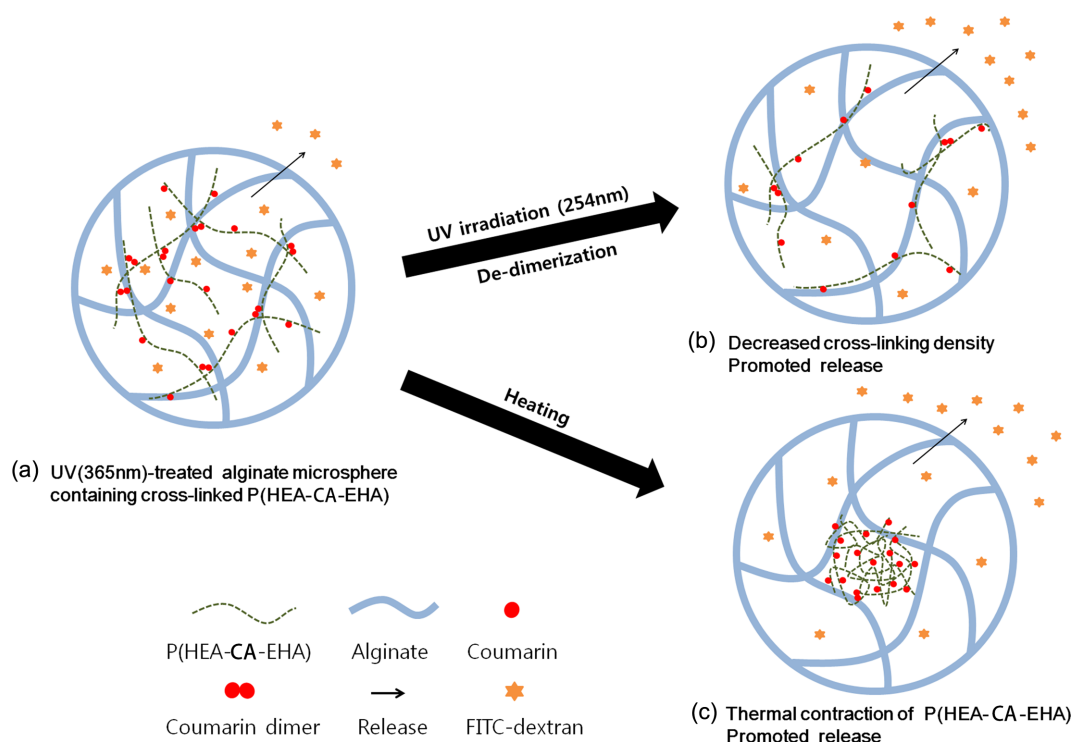 UV irradiation (254nm)
De-dimerization
Heating
(a) UV(365nm)-treated alginate microsphere
containing cross-linked P(HEA-CA-EHA)
(b) Decreased cross-linking density
Promoted release
(c) Thermal contraction of P(HEA-CA-EHA)
Promoted release
P(HEA-CA-EHA) Alginate Coumarin
Coumarin dimer Release FITC-dextran